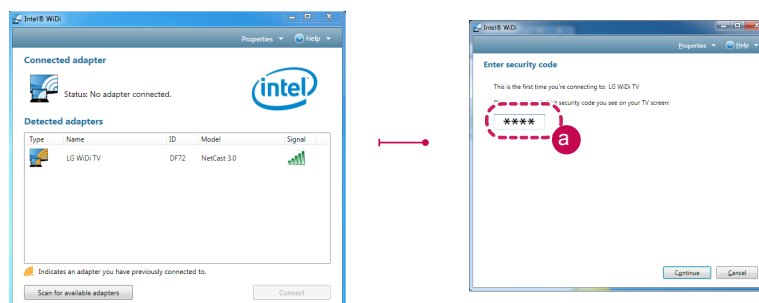 Intel® WiDi
Properties Help
Connected adapter
Status: No adapter connected.
intel
Detected adapters
Type Name ID Model Signal
LG WiDi TV DF72 NetCast 3.0
Indicates an adapter you have previously connected to.
Scan for available adapters Connect
Intel® WiDi
Properties Help
Enter security code
This is the first time you're connecting to: LG WiDi TV
security code you see on your TV screen:
****
a
Continue Cancel